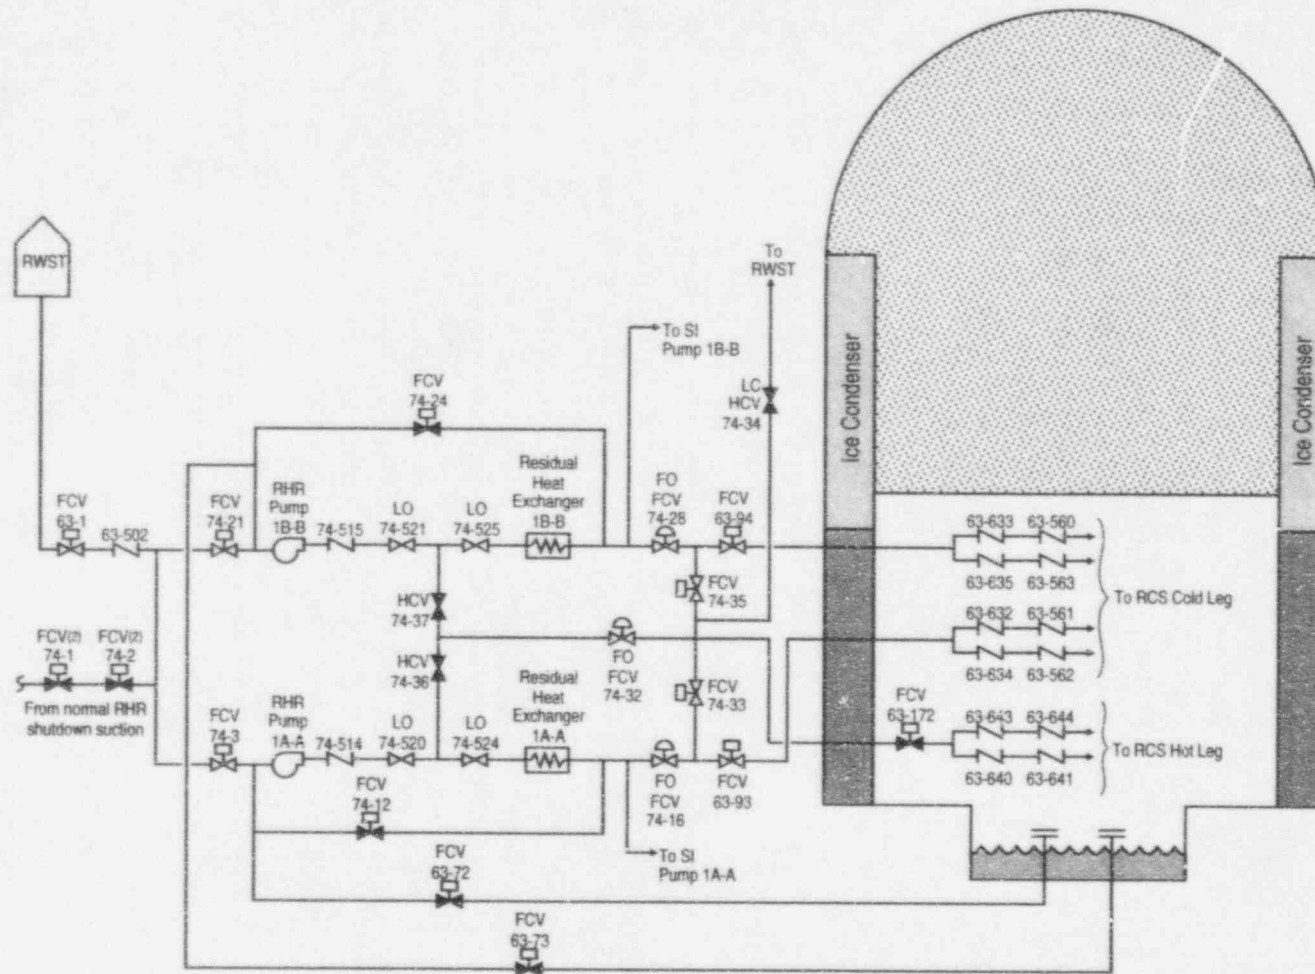 To
RWST
RWST
To SI
Pump 1B-B
Ice Condenser
Ice Condenser
FCV
74-24
LC
HCV
74-34
FCV
63-1
63-502
FCV
74-21
RHR
Pump
1B-B
74-515
LO
74-521
LO
74-525
Residual
Heat
Exchanger
1B-B
FO
FCV
74-28
FCV
63-94
63-633
63-560
63-635
63-563
To RCS Cold Leg
63-632
63-561
63-634
63-562
HCV
74-37
FCV
74-35
FCV(2)
74-1
FCV(2)
74-2
From normal RHR
shutdown suction
HCV
74-36
FO
FCV
74-32
FCV
74-33
FCV
74-3
RHR
Pump
1A-A
74-514
LO
74-520
LO
74-524
Residual
Heat
Exchanger
1A-A
FO
FCV
74-16
FCV
63-93
FCV
63-172
63-643
63-644
63-640
63-641
To RCS Hot Leg
FCV
74-12
To SI
Pump 1A-A
FCV
63-72
FCV
63-73